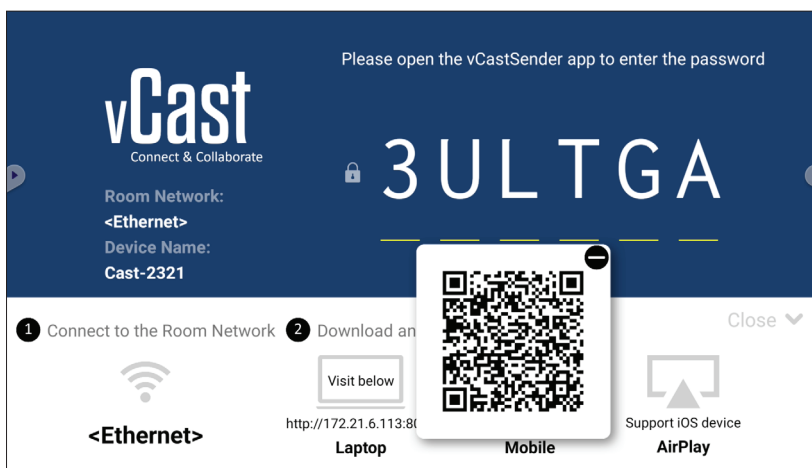 Please open the vCastSender app to enter the password
vCast
Connect & Collaborate
3ULTGA
Room Network:
<Ethernet>
Device Name:
Cast-2321
1 Connect to the Room Network
2 Download an
Close
Visit below
http://172.21.6.113:80
Support iOS device
<Ethernet>
Laptop
Mobile
AirPlay